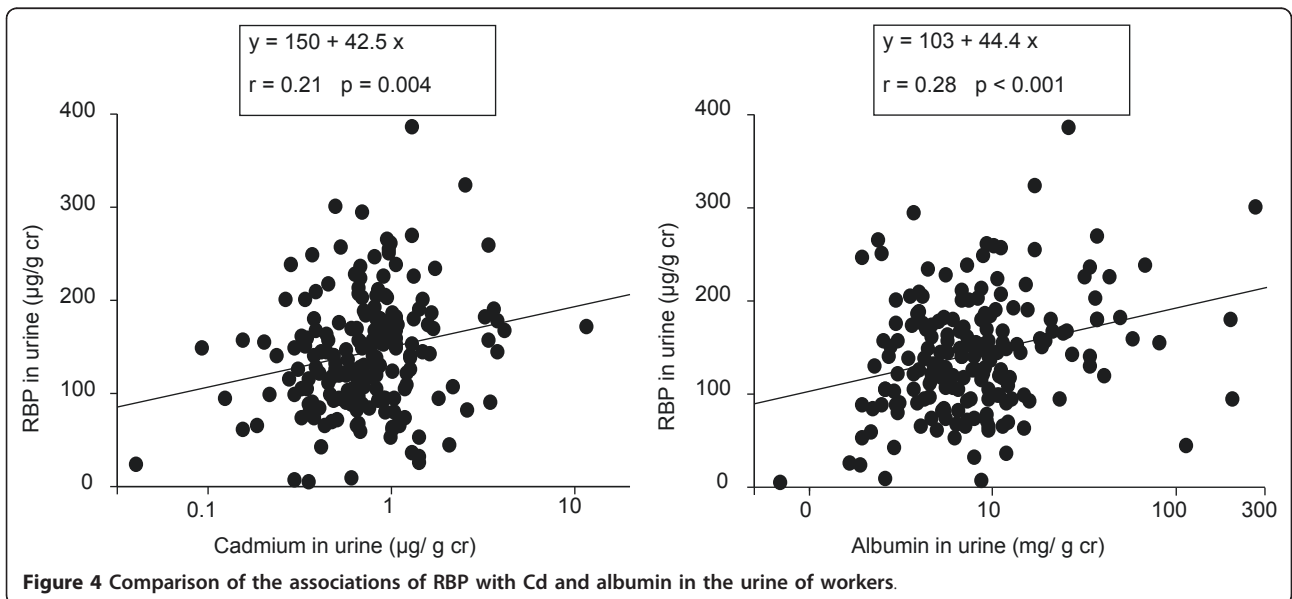 y = 150 + 42.5 x
r = 0.21 p = 0.004
400
300
200
100
0
RBP in urine (µg/g cr)
0.1 1 10
Cadmium in urine (µg/ g cr)
y = 103 + 44.4 x
r = 0.28 p < 0.001
400
300
200
100
0
RBP in urine (µg/g cr)
0 10 100 300
Albumin in urine (mg/ g cr)
Figure 4 Comparison of the associations of RBP with Cd and albumin in the urine of workers.